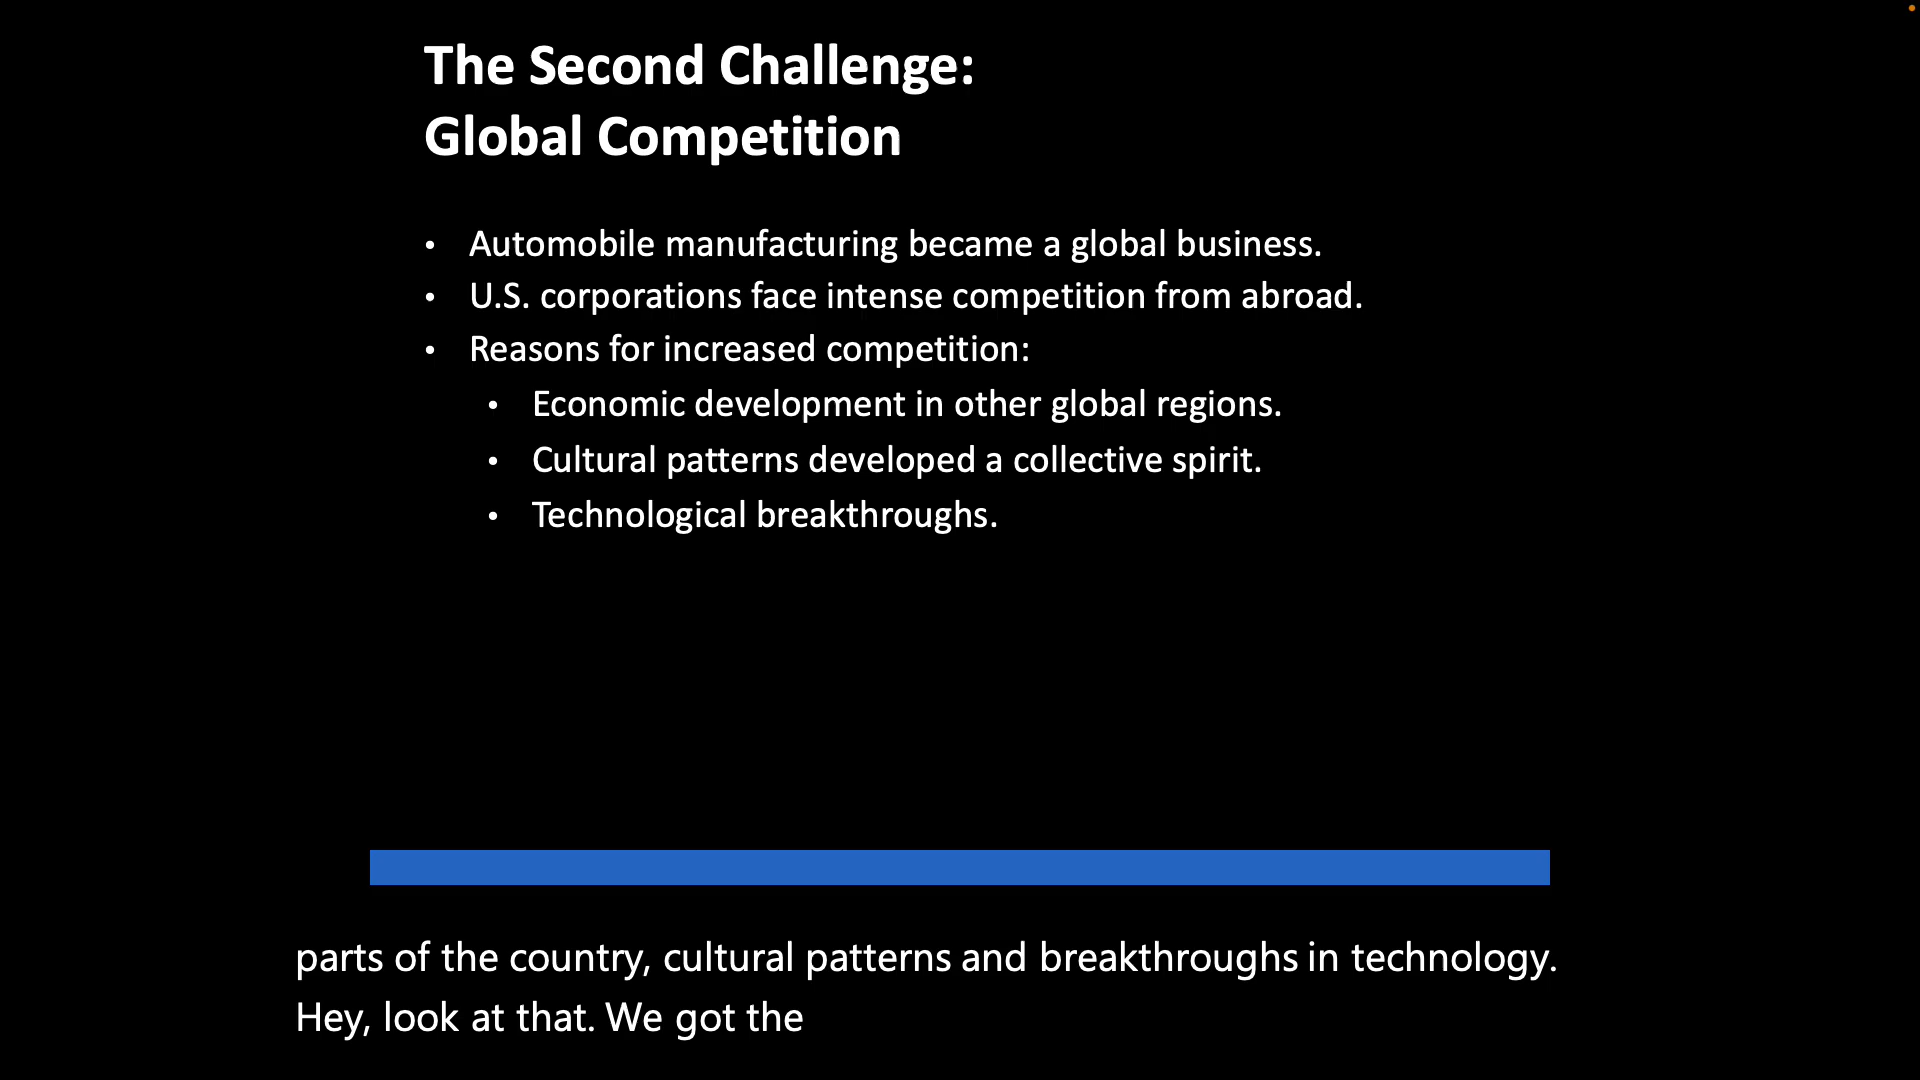 The Second Challenge:
Global Competition
• Automobile manufacturing became a global business.
• U.S. corporations face intense competition from abroad.
• Reasons for increased competition:
• Economic development in other global regions.
• Cultural patterns developed a collective spirit.
• Technological breakthroughs.
parts of the country, cultural patterns and breakthroughs in technology.
Hey, look at that. We got the